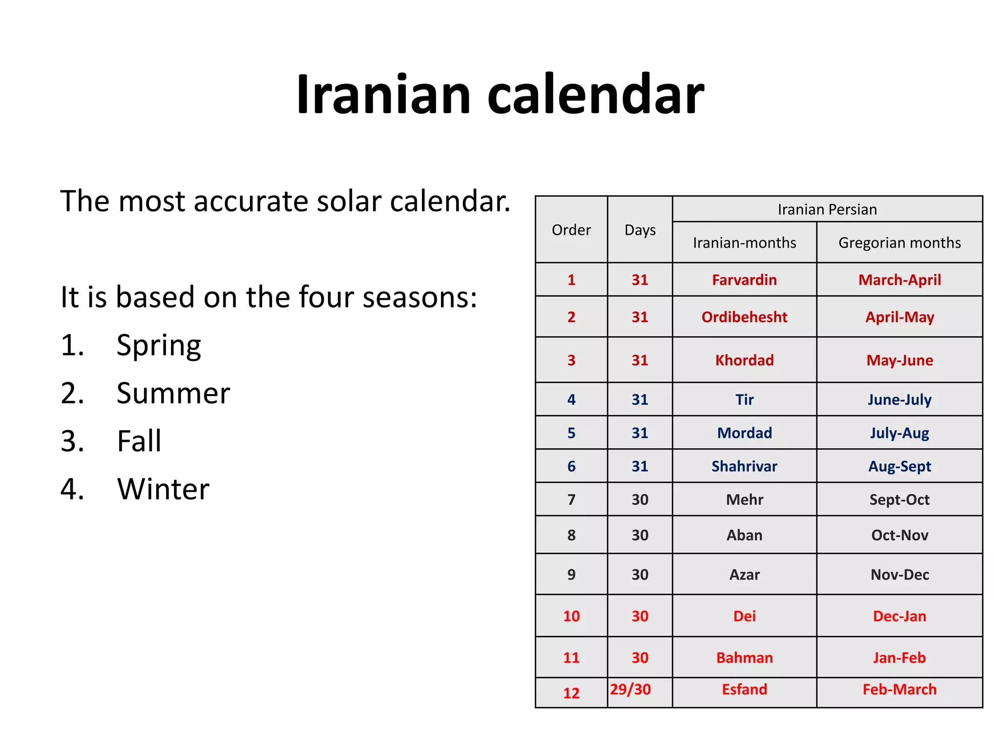 Iranian calendar
The most accurate solar calendar.
It is based on the four seasons:
1. Spring
2. Summer
3. Fall
4. Winter
Order Days Iranian Persian
Iranian-months Gregorian months
1 31 Farvardin March-April
2 31 Ordibehesht April-May
3 31 Khordad May-June
4 31 Tir June-July
5 31 Mordad July-Aug
6 31 Shahrivar Aug-Sept
7 30 Mehr Sept-Oct
8 30 Aban Oct-Nov
9 30 Azar Nov-Dec
10 30 Dei Dec-Jan
11 30 Bahman Jan-Feb
12 29/30 Esfand Feb-March